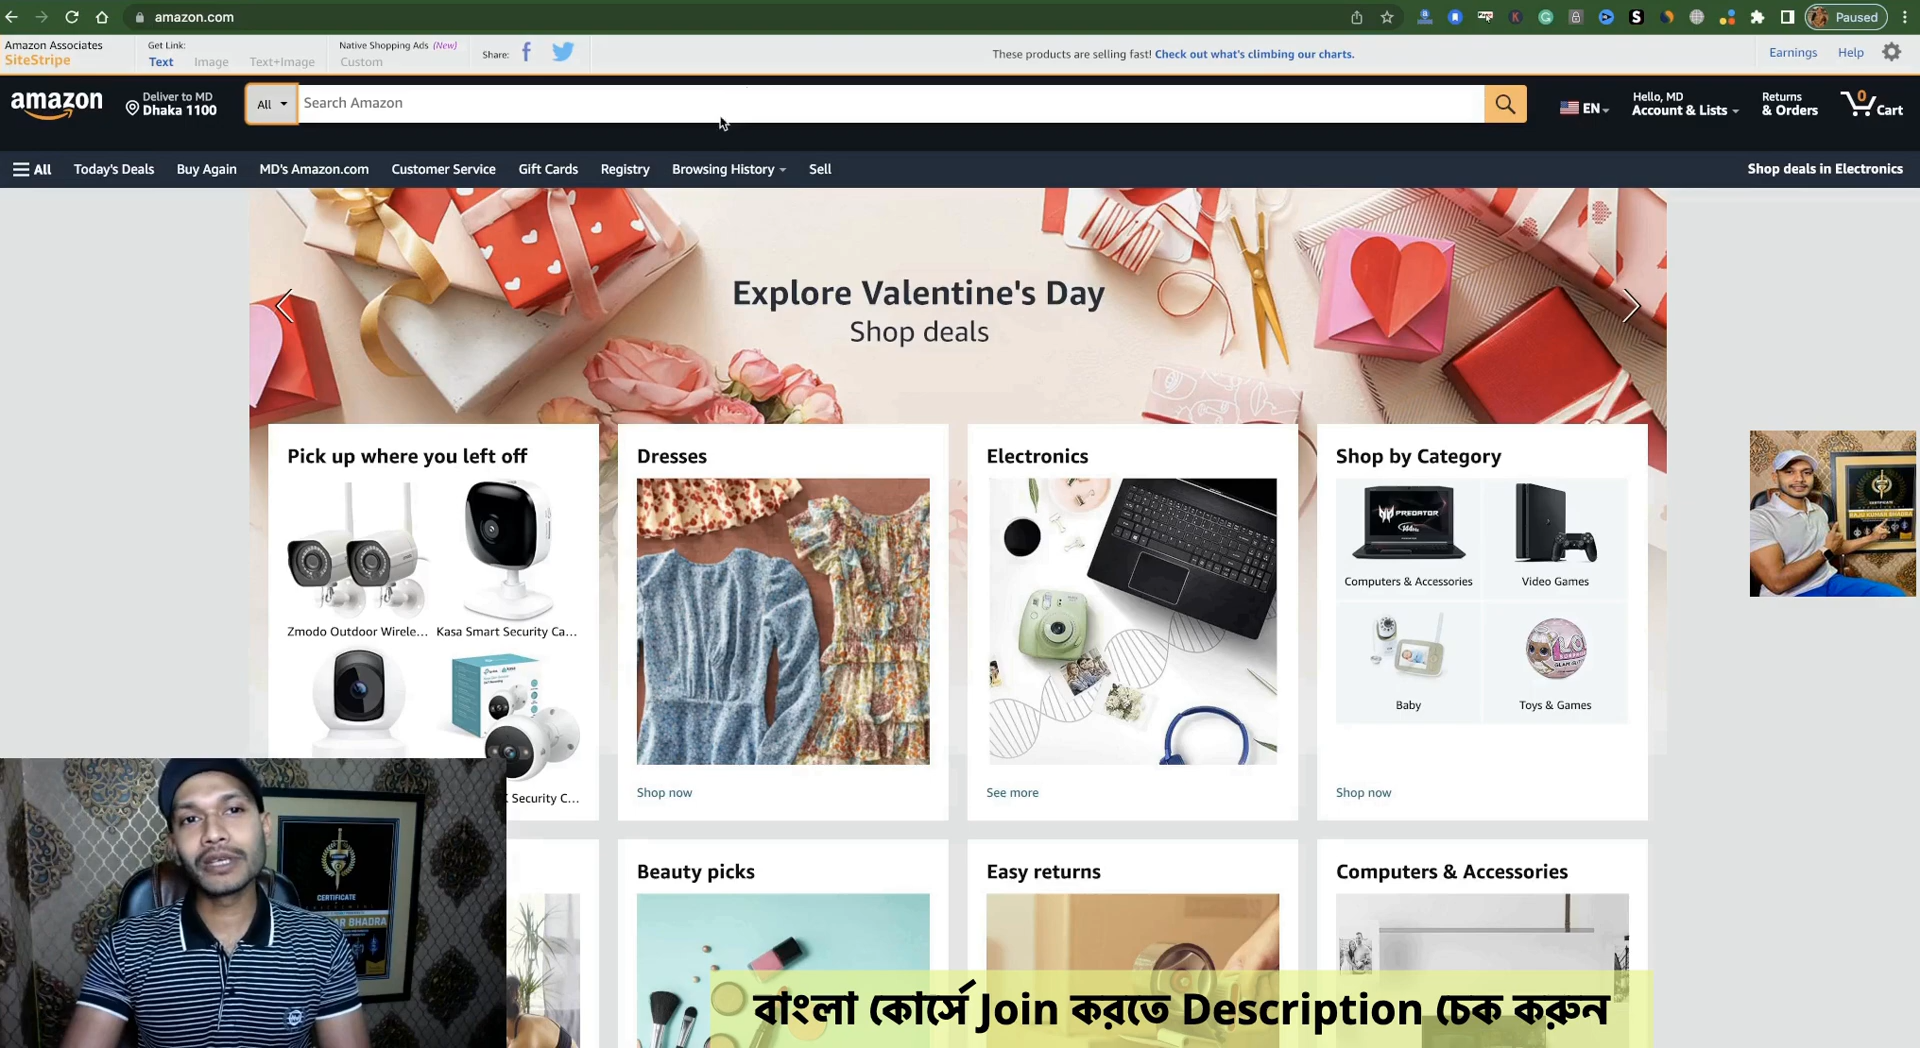 amazon.com
Paused
Amazon Associates
SiteStripe
Get Link:
Text Image Text+Image
Native Shopping Ads (New)
Custom
Share:
These products are selling fast! Check out what's climbing our charts.
Earnings Help
amazon
Deliver to MD
Dhaka 1100
All
Search Amazon
EN
Hello, MD
Account & Lists
Returns
& Orders
0
Cart
All Today's Deals Buy Again MD's Amazon.com Customer Service Gift Cards Registry Browsing History Sell
Shop deals in Electronics
Explore Valentine's Day
Shop deals
Pick up where you left off
Zmodo Outdoor Wirele...
Kasa Smart Security Ca...
Security C...
Dresses
Shop now
Electronics
See more
Shop by Category
PREDATOR
Computers & Accessories
Video Games
Baby
Toys & Games
Shop now
Beauty picks
Easy returns
Computers & Accessories
CERTIFICATE
AR BHADRA
বাংলা কোর্সে Join করতে Description চেক করুন